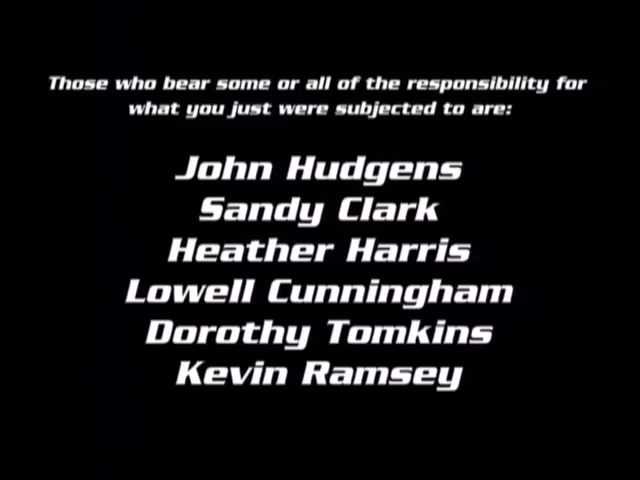 Those who bear some or all of the responsibility for
what you just were subjected to are:
John Hudgens
Sandy Clark
Heather Harris
Lowell Cunningham
Dorothy Tomkins
Kevin Ramsey